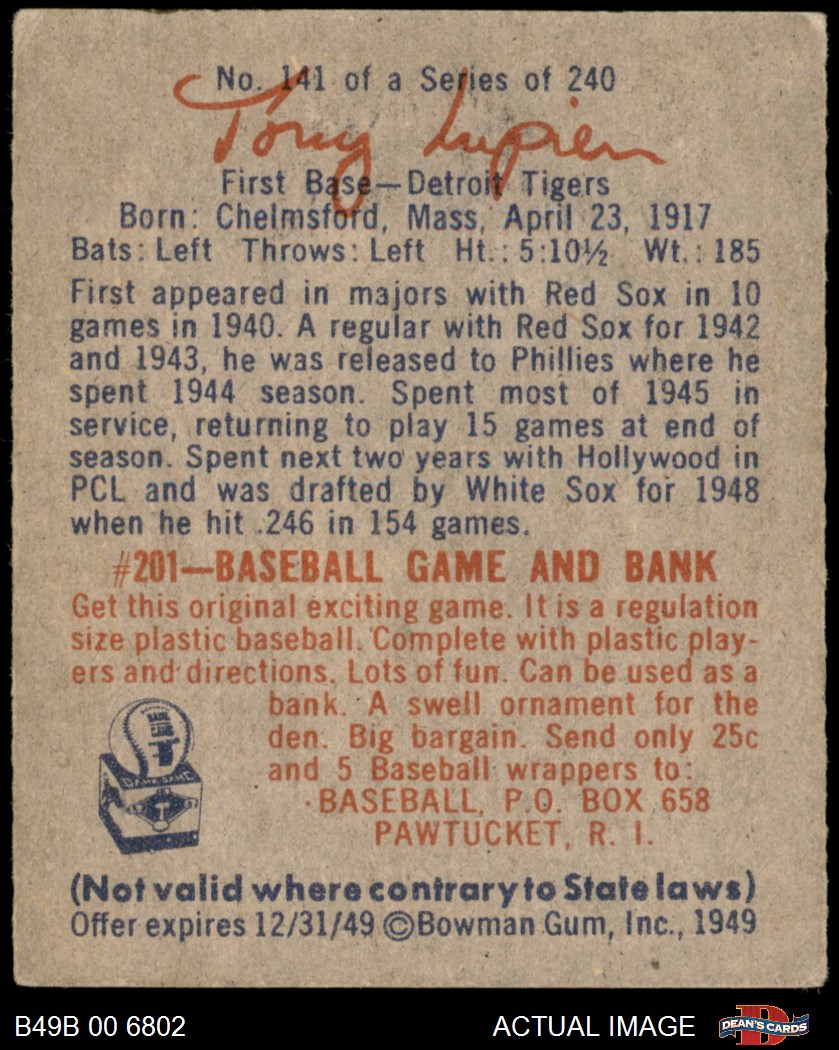 No. 141 of a Series of 240
Tony Lupien
First Base—Detroit Tigers
Born: Chelmsford, Mass, April 23, 1917
Bats: Left Throws: Left Ht.: 5:10½ Wt.: 185
First appeared in majors with Red Sox in 10
games in 1940. A regular with Red Sox for 1942
and 1943, he was released to Phillies where he
spent 1944 season. Spent most of 1945 in
service, returning to play 15 games at end of
season. Spent next two years with Hollywood in
PCL and was drafted by White Sox for 1948
when he hit .246 in 154 games.
#201—BASEBALL GAME AND BANK
Get this original exciting game. It is a regulation
size plastic baseball. Complete with plastic play-
ers and directions. Lots of fun. Can be used as a
bank. A swell ornament for the
den. Big bargain. Send only 25c
and 5 Baseball wrappers to:
BASEBALL, P.O. BOX 658
PAWTUCKET, R. I.
BANK GAME
(Not valid where contrary to State laws)
Offer expires 12/31/49 ©Bowman Gum, Inc., 1949
B49B 00 6802
ACTUAL IMAGE
DEAN'S CARDS